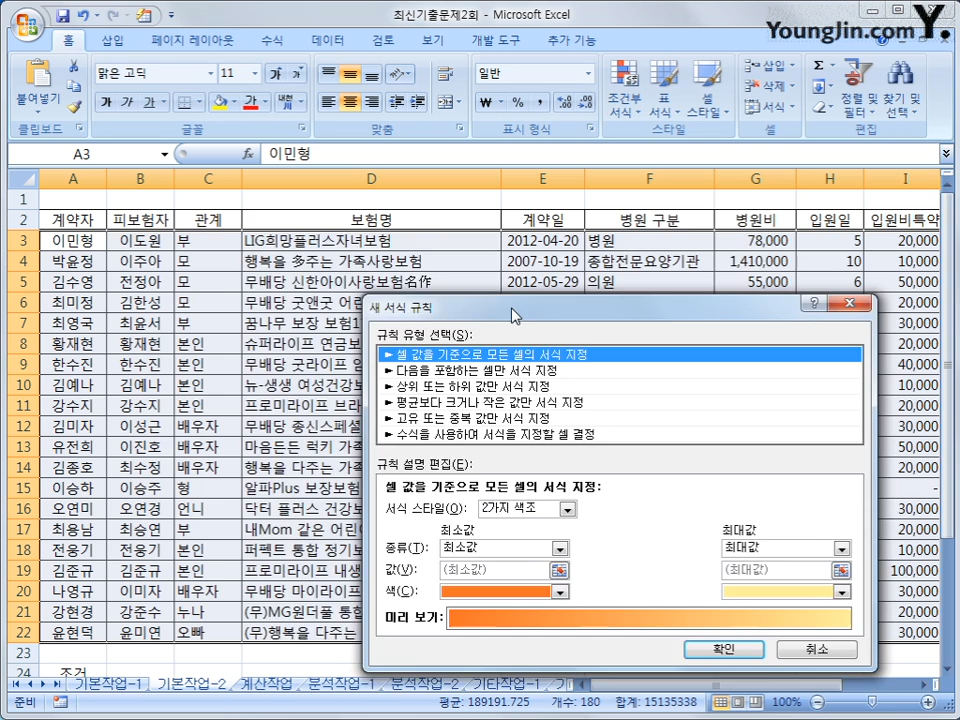 최신기출문제2회 - Microsoft Excel
YoungJin.com Y.
홈 삽입 페이지 레이아웃 수식 데이터 검토 보기 개발 도구 추가 기능
맑은 고딕 11 일반
붙여넣기 가 가 가 조건부 서식 표 서식 셀 스타일 삽입 삭제 서식 정렬 및 필터 찾기 및 선택
클립보드 글꼴 맞춤 표시 형식 스타일 셀 편집
A3 fx 이민형
A B C D E F G H I
1
2 계약자 피보험자 관계 보험명 계약일 병원 구분 병원비 입원일 입원비특약
3 이민형 이도원 부 LIG희망플러스자녀보험 2012-04-20 병원 78,000 5 20,000
4 박윤정 이주아 모 행복을 多주는 가족사랑보험 2007-10-19 종합전문요양기관 1,410,000 10 10,000
5 김수영 전정아 모 무배당 신한아이사랑보험名作 2012-05-29 의원 55,000 6 50,000
6 최미정 김한성 모 무배당 굿앤굿 어린 20,000
7 최영국 최윤서 부 꿈나무 보장 보험1 30,000
8 황재현 황재현 본인 슈퍼라이프 연금보 20,000
9 한수진 한수진 본인 무배당 굿라이프 암 40,000
10 김예나 김예나 본인 뉴-생생 여성건강보 10,000
11 강수지 강수지 본인 프로미라이프 브라 20,000
12 김미자 이성근 배우자 무배당 종신스페셜 30,000
13 유전희 이진호 배우자 마음든든 럭키 가족 50,000
14 김종호 최수정 배우자 행복을 다주는 가족 20,000
15 이승하 이승주 형 알파Plus 보장보험 -
16 오연미 오연경 언니 닥터 플러스 건강보 30,000
17 최용남 최승연 부 내Mom 같은 어린이 20,000
18 전웅기 전웅기 본인 퍼펙트 통합 정기보 10,000
19 김준규 김준규 본인 프로미라이프 내생 100,000
20 나영규 이미자 배우자 무배당 마이라이프 30,000
21 강현경 강준수 누나 (무)MG원더풀 통합 20,000
22 윤현덕 윤미연 오빠 (무)행복을 다주는 30,000
23
24 조건
새 서식 규칙
규칙 유형 선택(S):
► 셀 값을 기준으로 모든 셀의 서식 지정
► 다음을 포함하는 셀만 서식 지정
► 상위 또는 하위 값만 서식 지정
► 평균보다 크거나 작은 값만 서식 지정
► 고유 또는 중복 값만 서식 지정
► 수식을 사용하여 서식을 지정할 셀 결정
규칙 설명 편집(E):
셀 값을 기준으로 모든 셀의 서식 지정:
서식 스타일(O): 2가지 색조
최소값 최대값
종류(T): 최소값 최대값
값(V): (최소값) (최대값)
색(C):
미리 보기:
확인 취소
기본작업-1 기본작업-2 계산작업 분석작업-1 분석작업-2 기타작업-1
준비 평균: 189191.725 개수: 180 합계: 15135338 100%